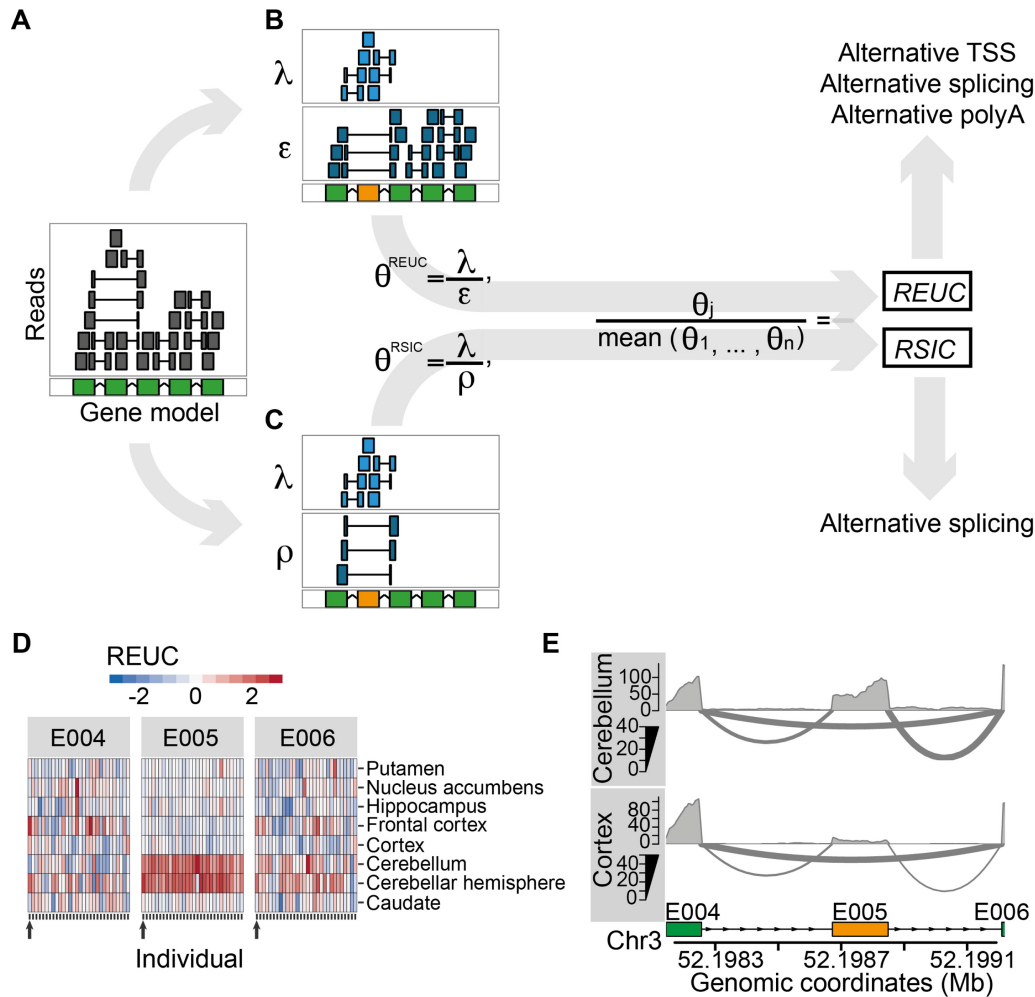 A
Reads
Gene model
B
λ
ε
C
λ
ρ
θ^REUC = λ/ε,
θ^RSIC = λ/ρ,
θj / mean (θ1, ... , θn) =
Alternative TSS
Alternative splicing
Alternative polyA
REUC
RSIC
Alternative splicing
D
REUC
-2 0 2
E004 E005 E006
Putamen
Nucleus accumbens
Hippocampus
Frontal cortex
Cortex
Cerebellum
Cerebellar hemisphere
Caudate
Individual
E
Cerebellum
100
50
0
40
20
0
Cortex
80
40
0
40
20
0
E004 E005 E006
Chr3
52.1983 52.1987 52.1991
Genomic coordinates (Mb)